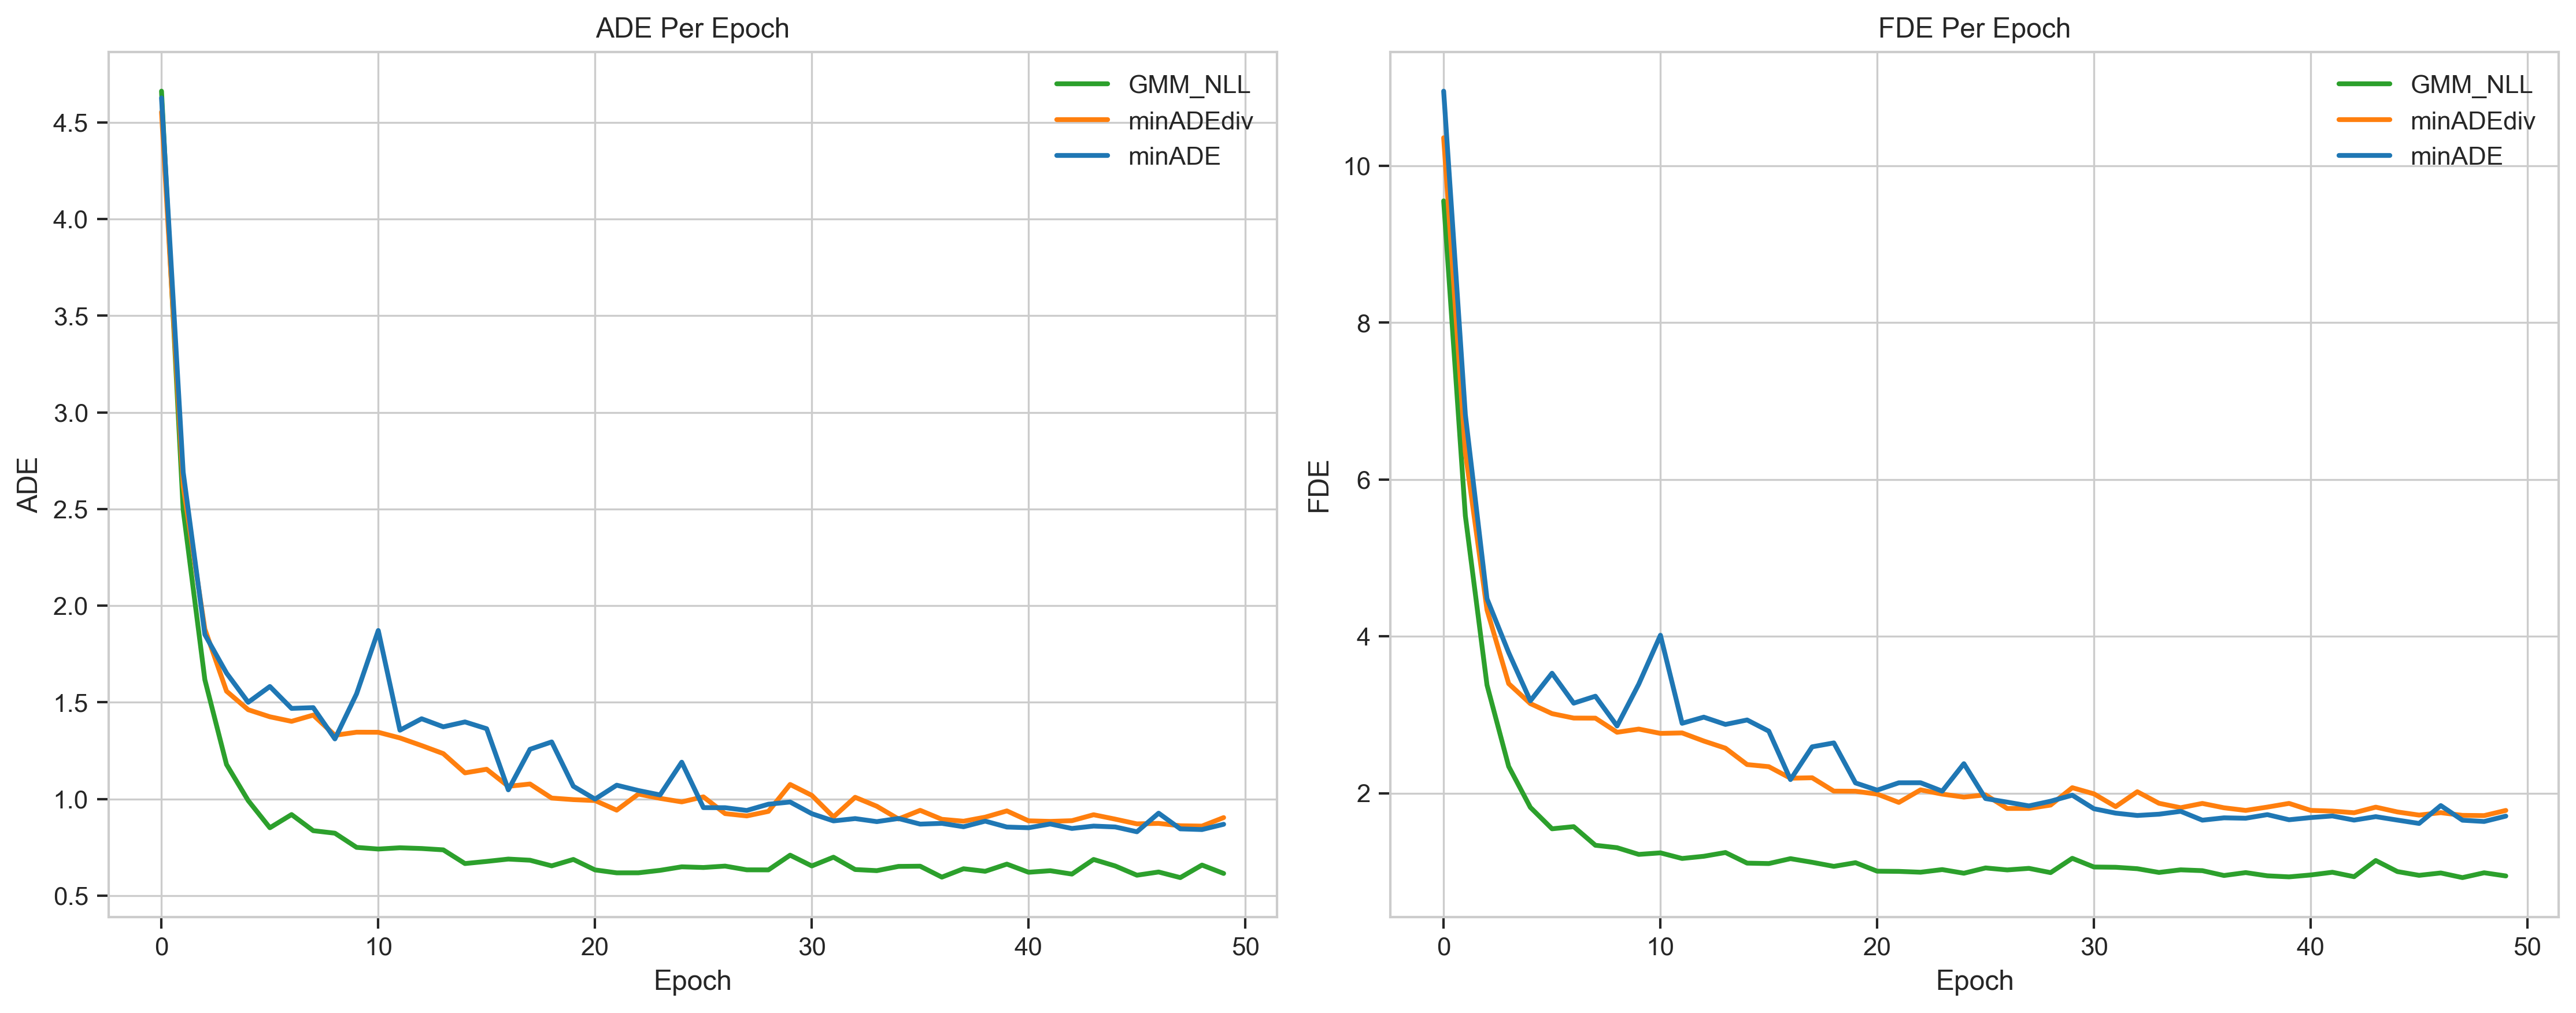 ADE Per Epoch
GMM_NLL
minADEdiv
minADE
4.5
4.0
3.5
3.0
2.5
2.0
1.5
1.0
0.5
ADE
0 10 20 30 40 50
Epoch
FDE Per Epoch
GMM_NLL
minADEdiv
minADE
10
8
6
4
2
FDE
0 10 20 30 40 50
Epoch